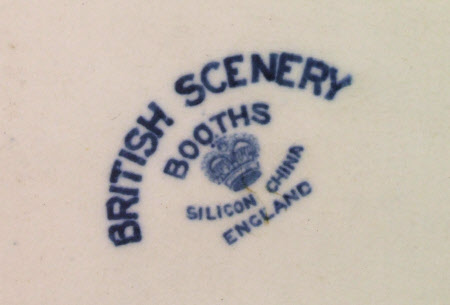 BRITISH SCENERY
BOOTHS
SILICON CHINA
ENGLAND